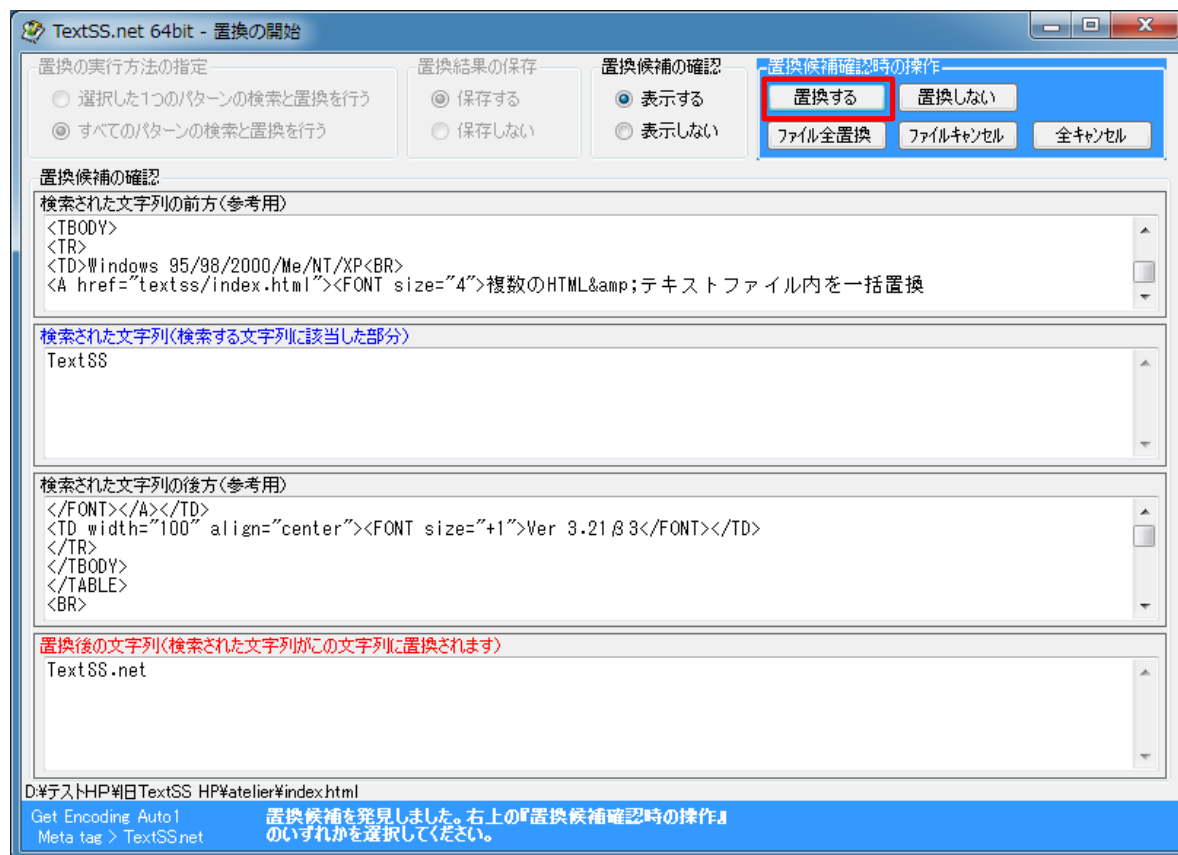 TextSS.net 64bit - 置換の開始
置換の実行方法の指定
選択した1つのパターンの検索と置換を行う
すべてのパターンの検索と置換を行う
置換結果の保存
保存する
保存しない
置換候補の確認
表示する
表示しない
置換候補確認時の操作
置換する
置換しない
ファイル全置換
ファイルキャンセル
全キャンセル
置換候補の確認
検索された文字列の前方(参考用)
<TBODY>
<TR>
<TD>Windows 95/98/2000/Me/NT/XP<BR>
<A href="textss/index.html"><FONT size="4">複数のHTML&amp;テキストファイル内を一括置換
検索された文字列(検索する文字列に該当した部分)
TextSS
検索された文字列の後方(参考用)
</FONT></A></TD>
<TD width="100" align="center"><FONT size="+1">Ver 3.21β3</FONT></TD>
</TR>
</TBODY>
</TABLE>
<BR>
置換後の文字列(検索された文字列がこの文字列に置換されます)
TextSS.net
D:¥テストHP¥旧TextSS HP¥atelier¥index.html
Get Encoding Auto1
Meta tag > TextSS.net
置換候補を発見しました。右上の『置換候補確認時の操作』
のいずれかを選択してください。